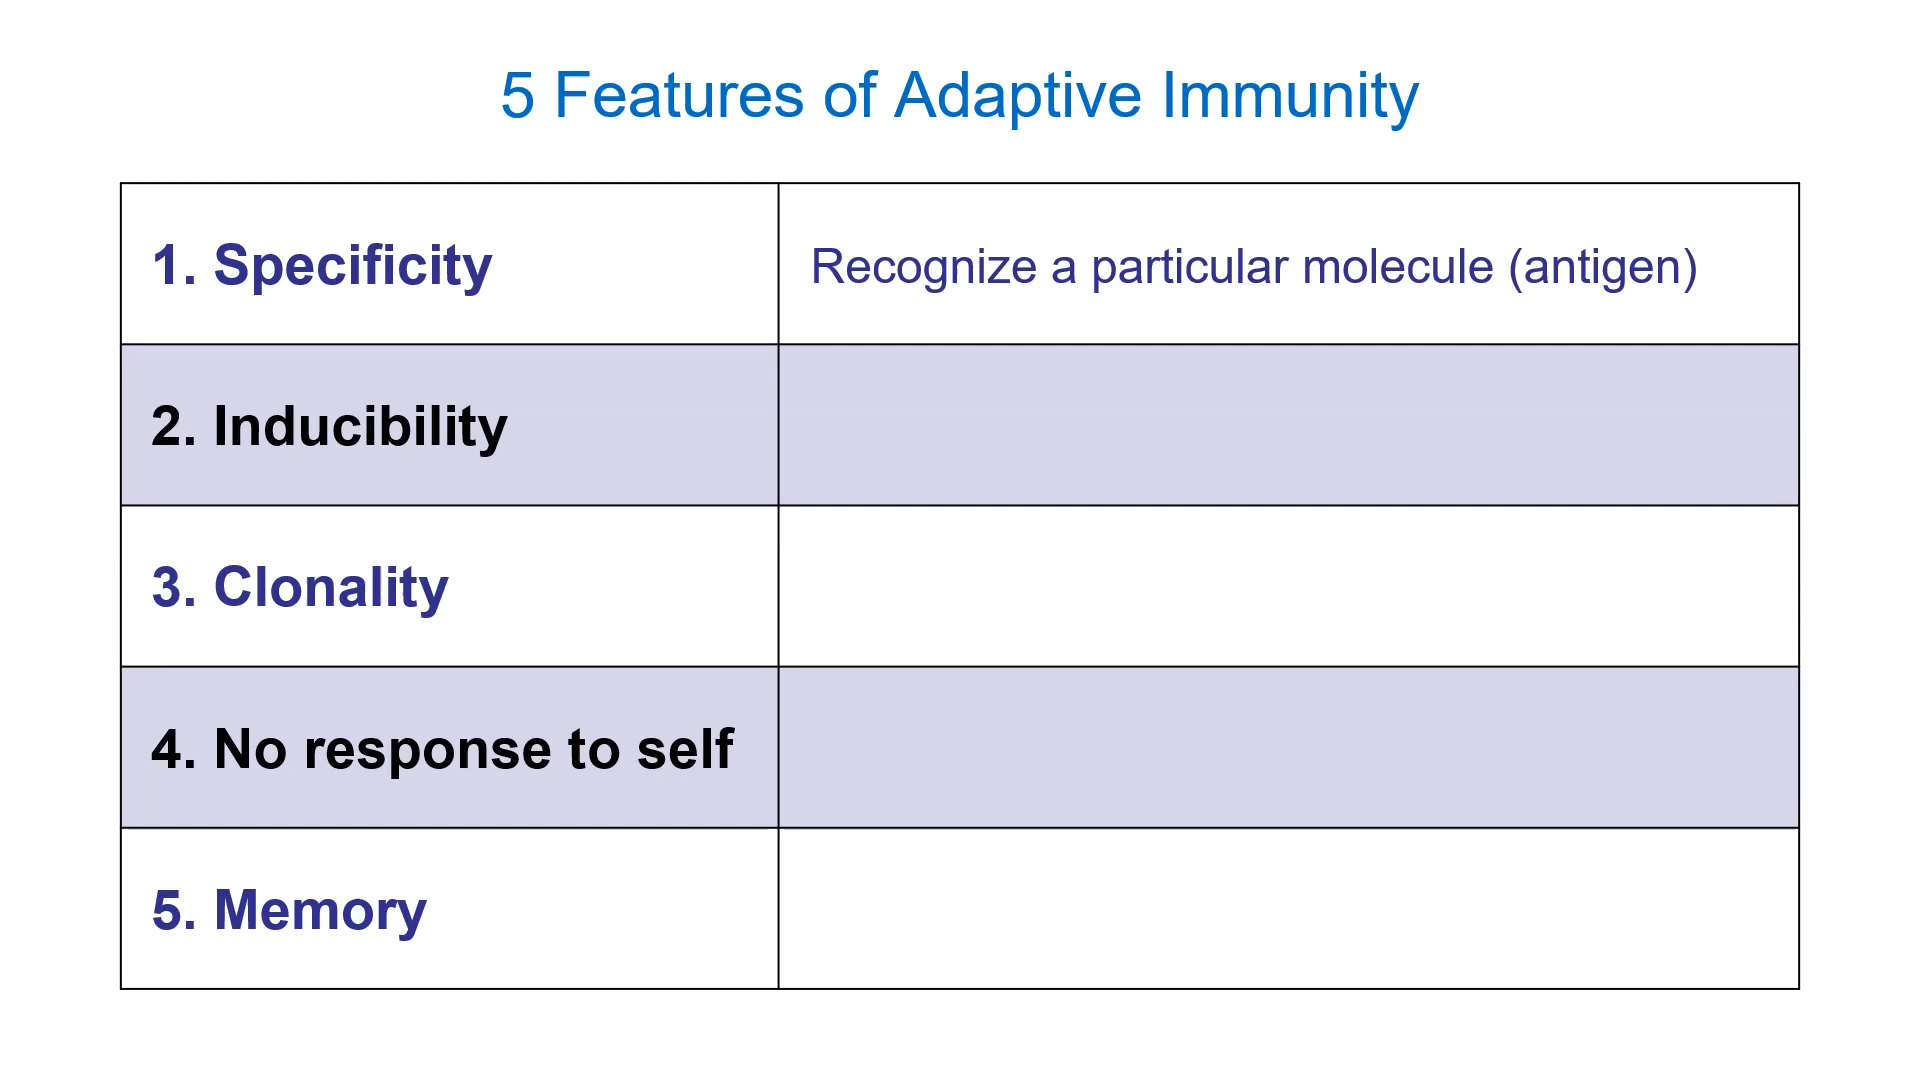 5 Features of Adaptive Immunity
1. Specificity
Recognize a particular molecule (antigen)
2. Inducibility
3. Clonality
4. No response to self
5. Memory